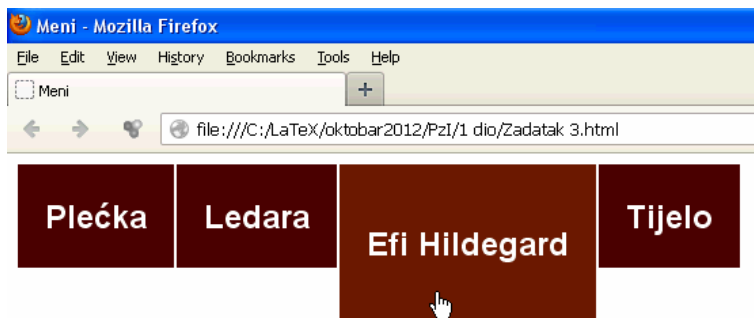 Meni - Mozilla Firefox
File Edit View History Bookmarks Tools Help
Meni +
file:///C:/LaTeX/oktobar2012/PzI/1 dio/Zadatak 3.html
Plećka Ledara Efi Hildegard Tijelo